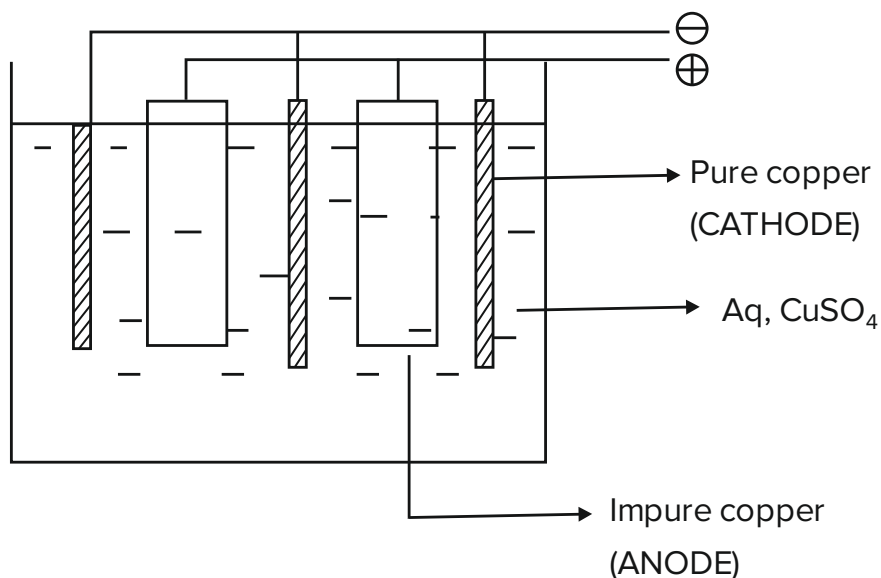 ⊖
⊕
Pure copper
(CATHODE)
Aq, CuSO₄
Impure copper
(ANODE)